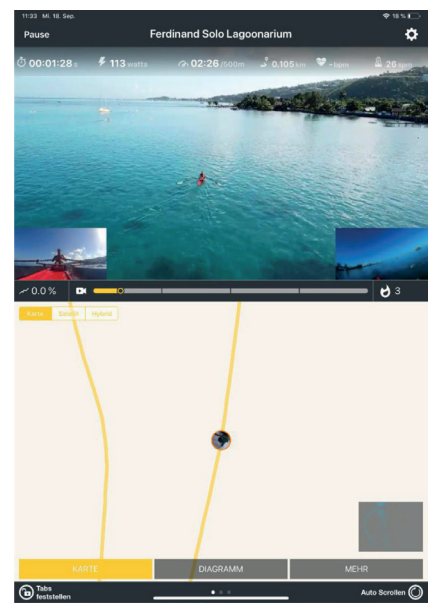 11:33 Mi. 18. Sep. 18 %
Pause Ferdinand Solo Lagoonarium
00:01:28 s 113 watts 02:26 /500m 0.105 km - bpm 26 spm
0.0 % 3
Karte Satellit Hybrid
KARTE DIAGRAMM MEHR
Tabs
feststellen
Auto Scrollen